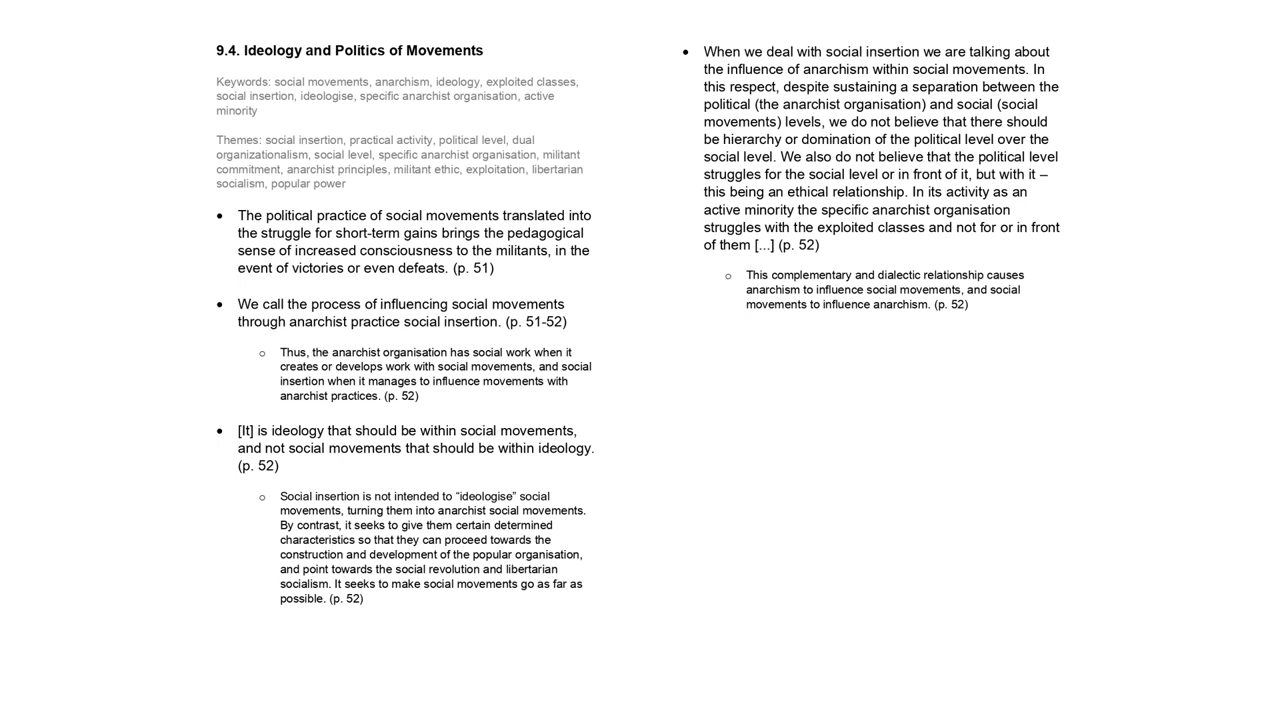 9.4. Ideology and Politics of Movements
Keywords: social movements, anarchism, ideology, exploited classes,
social insertion, ideologise, specific anarchist organisation, active
minority
Themes: social insertion, practical activity, political level, dual
organizationalism, social level, specific anarchist organisation, militant
commitment, anarchist principles, militant ethic, exploitation, libertarian
socialism, popular power
• The political practice of social movements translated into
the struggle for short-term gains brings the pedagogical
sense of increased consciousness to the militants, in the
event of victories or even defeats. (p. 51)
• We call the process of influencing social movements
through anarchist practice social insertion. (p. 51-52)
o Thus, the anarchist organisation has social work when it
creates or develops work with social movements, and social
insertion when it manages to influence movements with
anarchist practices. (p. 52)
• [It] is ideology that should be within social movements,
and not social movements that should be within ideology.
(p. 52)
o Social insertion is not intended to “ideologise” social
movements, turning them into anarchist social movements.
By contrast, it seeks to give them certain determined
characteristics so that they can proceed towards the
construction and development of the popular organisation,
and point towards the social revolution and libertarian
socialism. It seeks to make social movements go as far as
possible. (p. 52)
• When we deal with social insertion we are talking about
the influence of anarchism within social movements. In
this respect, despite sustaining a separation between the
political (the anarchist organisation) and social (social
movements) levels, we do not believe that there should
be hierarchy or domination of the political level over the
social level. We also do not believe that the political level
struggles for the social level or in front of it, but with it –
this being an ethical relationship. In its activity as an
active minority the specific anarchist organisation
struggles with the exploited classes and not for or in front
of them [...] (p. 52)
o This complementary and dialectic relationship causes
anarchism to influence social movements, and social
movements to influence anarchism. (p. 52)